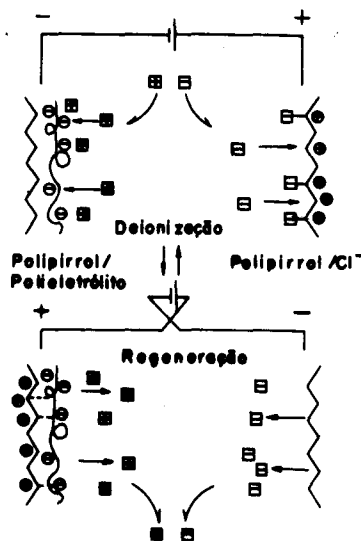 − +
Deionização
Polipirrol/ Polieletrólito
Polipirrol/Cl⁻
+ −
Regeneração